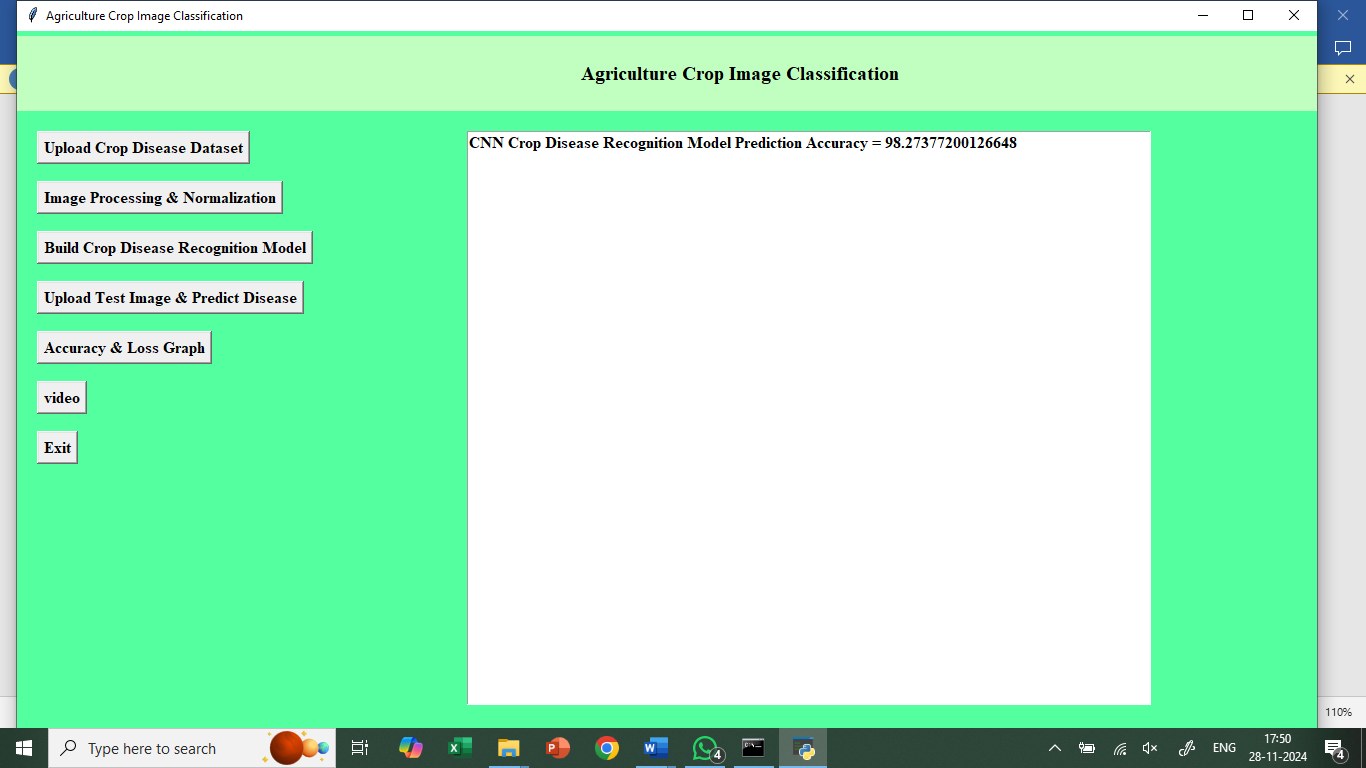 Agriculture Crop Image Classification
Agriculture Crop Image Classification
Upload Crop Disease Dataset
Image Processing & Normalization
Build Crop Disease Recognition Model
Upload Test Image & Predict Disease
Accuracy & Loss Graph
video
Exit
CNN Crop Disease Recognition Model Prediction Accuracy = 98.27377200126648
110%
Type here to search
4
ENG
17:50
28-11-2024
4